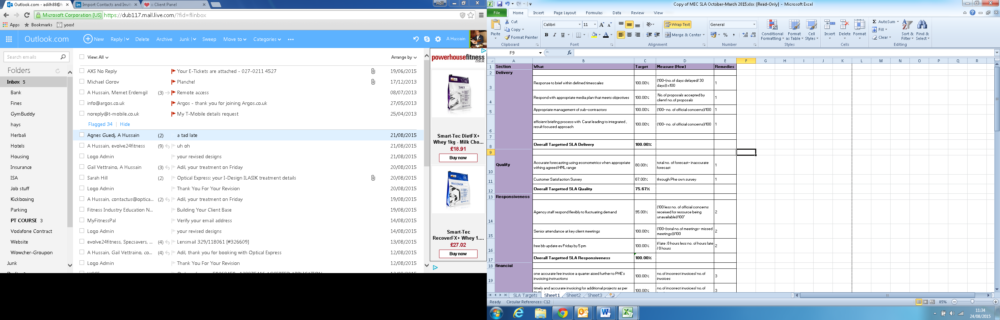 Outlook.com - adilh88@h
Import Contacts and Invit
:: Client Panel
Adil
Microsoft Corporation [US] https://dub117.mail.live.com/?fid=flinbox
Apps Bookmarks yoox!
Outlook.com New Reply Delete Archive Junk Sweep Move to Categories ... A Hussain
Search emails
View: All Arrange by
Folders
Inbox 5
Bank
Fines
GymBuddy
hays
Herbali
Hotels
Housing
Insurance
ISA
Job stuff
Kickboxing
Parking
PT COURSE 3
Vodafone Contract
Website
Wowcher-Groupon
Junk
AXS No Reply Your E-Tickets are attached - 027-0211 4527 19/06/2015
Michael Gorov Planche! 17/12/2013
A Hussain, Memet Erdemgil (3) Remote access 08/07/2013
info@argos.co.uk Argos - thank you for joining Argos.co.uk 27/05/2013
noreply@t-mobile.co.uk My T-Mobile details request 25/04/2013
Flagged 34 | Hide
Agnes Guedj, A Hussain (2) a tad late 21/08/2015
A Hussain, evolve24fitness (9) uh oh 21/08/2015
Logo Admin your revised designs 21/08/2015
Gail Vettraino, A Hussain (3) Adil, your treatment on Friday 20/08/2015
Sarah Hill (2) Optical Express: your I-Design ILASIK treatment details 20/08/2015
Logo Admin Thank You For Your Revision 20/08/2015
A Hussain, contactus@optica... (2) Adil, your treatment on Friday 19/08/2015
Fitness Industry Education N... Building Your Client Base 19/08/2015
MyFitnessPal Verify your email address 14/08/2015
Logo Admin your revised designs 14/08/2015
evolve24fitness, Specsavers, ... (4) Lensmail 329/118061 [#326609] 13/08/2015
A Hussain, Gail Vettraino, co... (4) Adil, thank you for booking with Optical Express 12/08/2015
Logo Admin Thank You For Your Revision 12/08/2015
powerhousefitness
.co.uk
DIET
Smart-Tec DietFX+
Whey 1kg - Milk Cho...
£18.91
Buy now
RECOVER
Smart-Tec
RecoverFX+ Whey 1....
£27.02
Buy now
Copy of MEC SLA October-March 2015.xlsx [Read-Only] - Microsoft Excel
File Home Insert Page Layout Formulas Data Review View
Paste
Cut
Copy
Format Painter
Clipboard
Calibri 11
B I U
Font
Wrap Text
Merge & Center
Alignment
General
Number
Conditional Formatting
Format as Table
Cell Styles
Styles
Insert Delete Format
Cells
AutoSum
Fill
Clear
Sort & Filter
Find & Select
Editing
F9 fx
A B C D E F G H I J K L M N O P Q R
1 Section What Target Measure (How) Remedies
2 Delivery
3 Response to brief within defined timescales 100.00% (100-(no.of days delayed/ 30 days)) x100 1
4 Respond with appropriate media plan that meets objectives 100.00% No.of proposals accepted by client/ no.of proposals 1
5 Appropriate management of sub-contractors 100.00% (100- no. of official concerns)/100 1
6 efficient briefing process with Carat leading to integrated , result focused approach 100.00% (100- no. of official concerns)/100 1
7
8 Overall Targetted SLA Delivery 100.00%
9
10 Quality Accurate forecasting using econometrics when appropriate withing agreed HML range 80.00% total no. of forecast- inaccurate forecast 1
11 Customer Satisfaction Survey 67.00% through Phe own survey 1
12 Overall Targetted SLA Quality 75.67%
13 Responsiveness
14 Agency staff respond flexibly to fluctuating demand 95.00% (100 less no. of official concerns received for resource being unavailable)/100" 2
15 Senior attendance at key client meetings 100.00% (100-(total no.of meetings- missed meetings))/100 2
16 free bb update ev Friday by 5 pm 100.00% if late :8 hours less no. of hours late / 8 hours 2
17 Overall Targetted SLA Responsiveness 100.00%
18 financial
19 one accurate fee invoice a quarter aised further to PHE's invoicing instructions 100.00% no.of incorrect invoices/ no.of invoices 3
timely and accurate invoicing for additional projects as per 100.00% no.of incorrect invoices/ no.of 3
SLA Targets Sheet1 Sheet2 Sheet3
Ready Circular References: C12 85%
11:34
24/08/2015